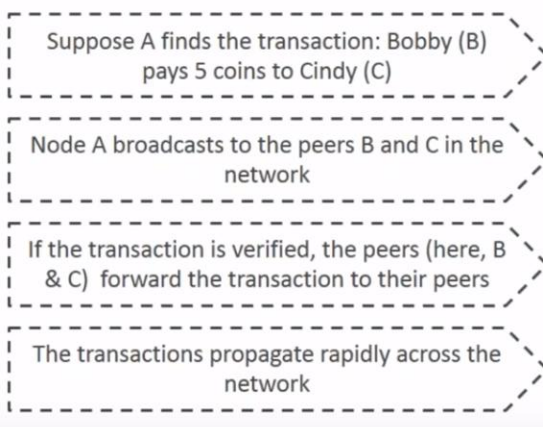 Suppose A finds the transaction: Bobby (B)
pays 5 coins to Cindy (C)
Node A broadcasts to the peers B and C in the
network
If the transaction is verified, the peers (here, B
& C) forward the transaction to their peers
The transactions propagate rapidly across the
network